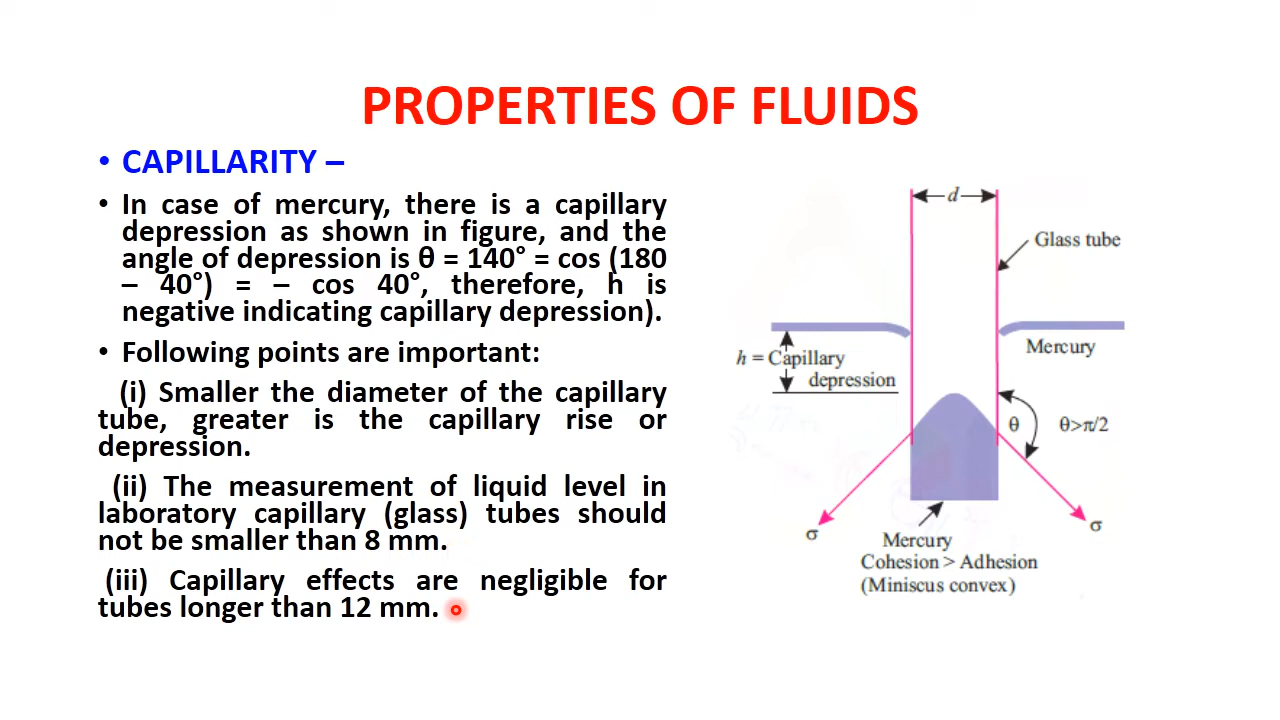 PROPERTIES OF FLUIDS
• CAPILLARITY –
• In case of mercury, there is a capillary
depression as shown in figure, and the
angle of depression is θ = 140° = cos (180
– 40°) = – cos 40°, therefore, h is
negative indicating capillary depression).
• Following points are important:
(i) Smaller the diameter of the capillary
tube, greater is the capillary rise or
depression.
(ii) The measurement of liquid level in
laboratory capillary (glass) tubes should
not be smaller than 8 mm.
(iii) Capillary effects are negligible for
tubes longer than 12 mm.
d
Glass tube
Mercury
h = Capillary
depression
θ
θ>π/2
σ
σ
Mercury
Cohesion > Adhesion
(Miniscus convex)